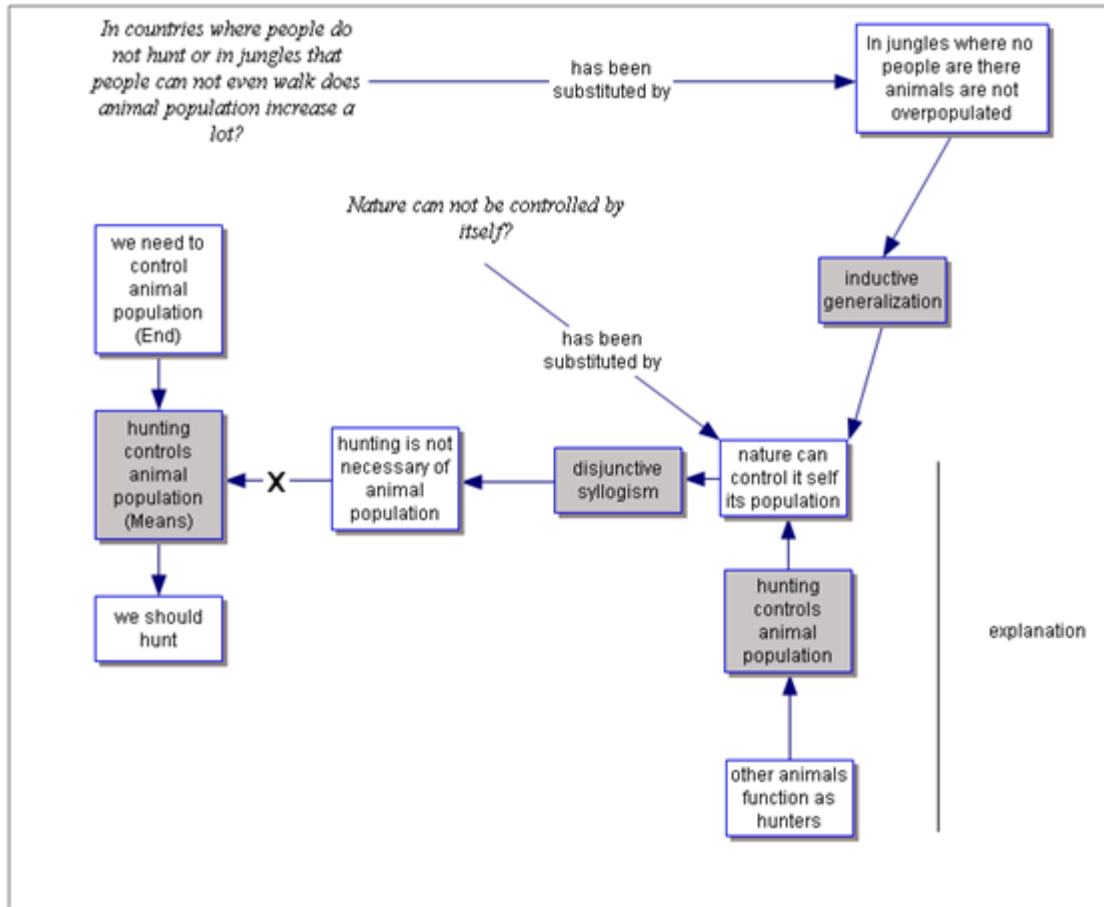 In countries where people do
not hunt or in jungles that
people can not even walk does
animal population increase a
lot?
has been
substituted by
In jungles where no
people are there
animals are not
overpopulated
Nature can not be controlled by
itself?
we need to
control
animal
population
(End)
inductive
generalization
has been
substituted by
hunting
controls
animal
population
(Means)
X
hunting is not
necessary of
animal
population
disjunctive
syllogism
nature can
control it self
its population
we should
hunt
hunting
controls
animal
population
explanation
other animals
function as
hunters